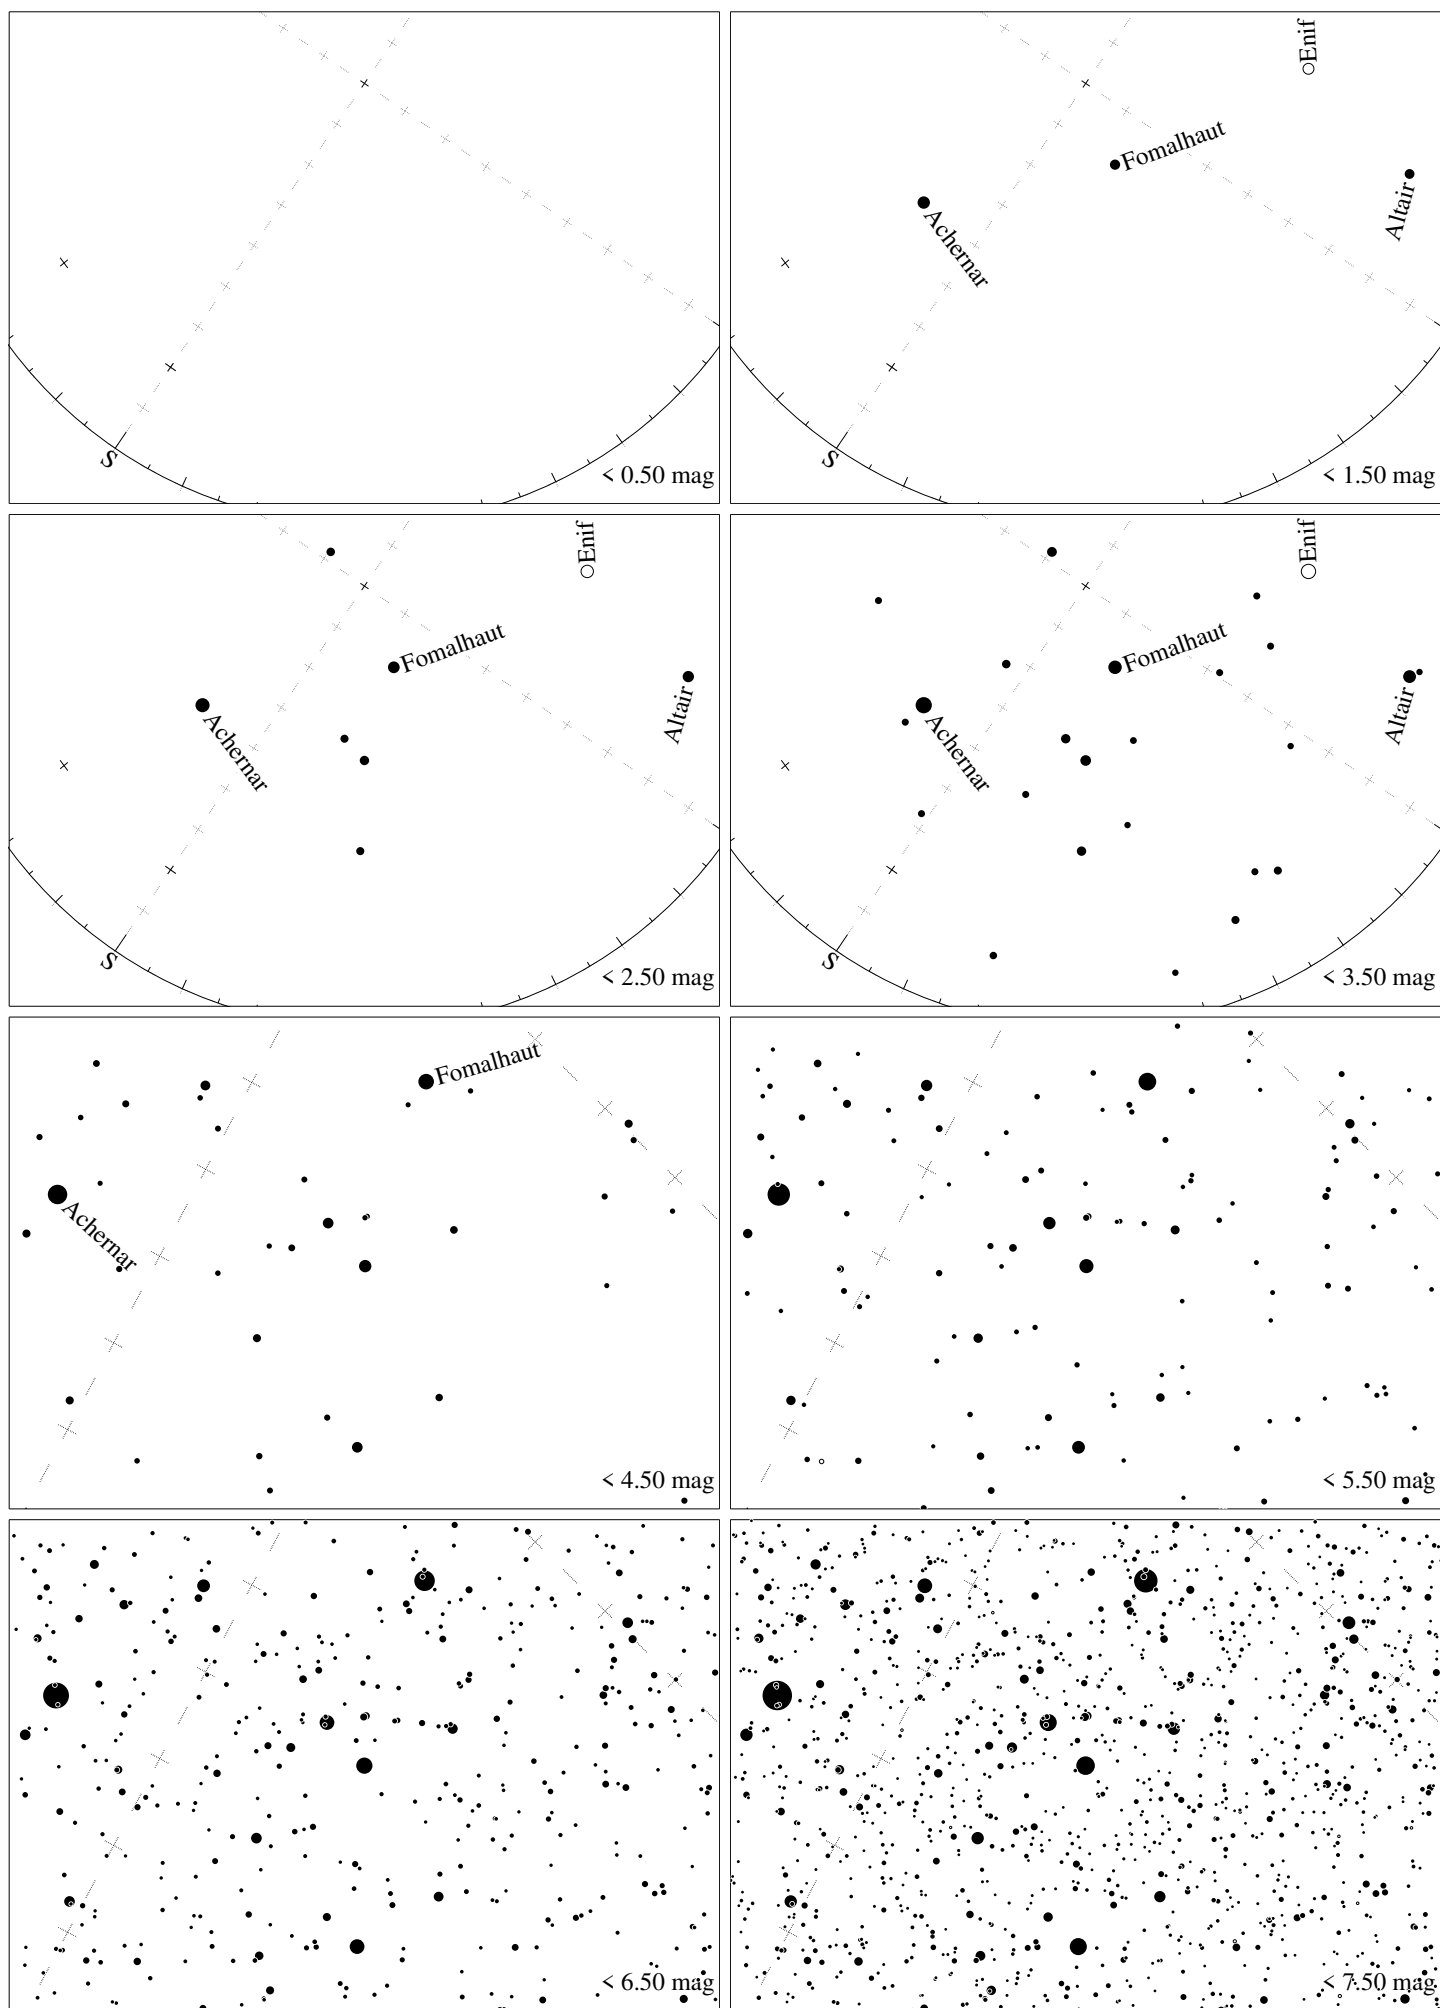 S
< 0.50 mag
Enif
Fomalhaut
Altair
Achernar
S
< 1.50 mag
Enif
Fomalhaut
Altair
Achernar
S
< 2.50 mag
Enif
Fomalhaut
Altair
Achernar
S
< 3.50 mag
Fomalhaut
Achernar
< 4.50 mag
< 5.50 mag
< 6.50 mag
< 7.50 mag